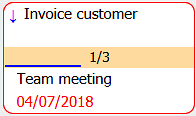 ↓ Invoice customer
1/3
Team meeting
04/07/2018